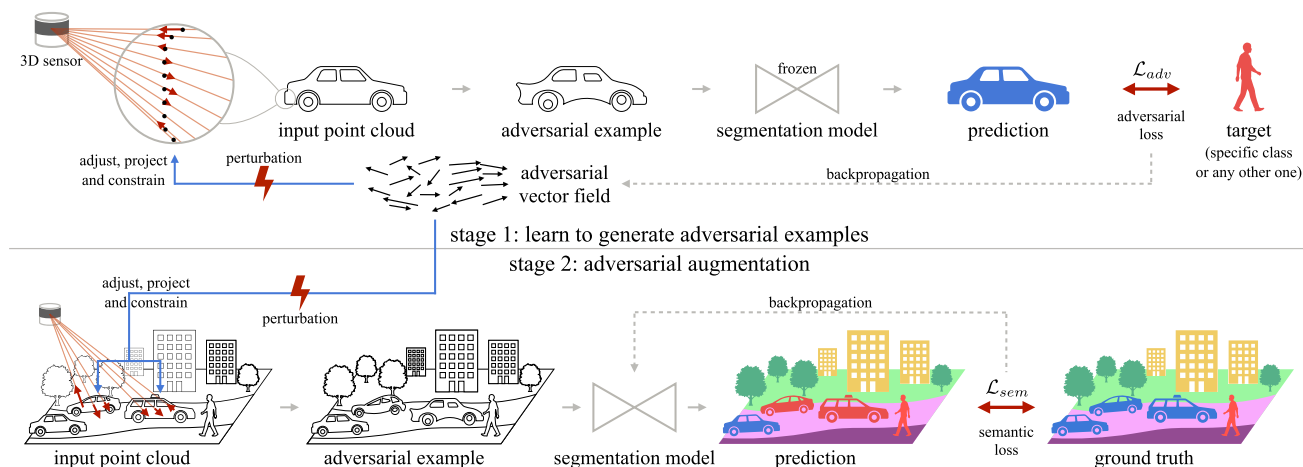 3D sensor
input point cloud
adversarial example
frozen
segmentation model
prediction
ℒadv
adversarial
loss
target
(specific class
or any other one)
adjust, project
and constrain
perturbation
adversarial
vector field
backpropagation
stage 1: learn to generate adversarial examples
stage 2: adversarial augmentation
adjust, project
and constrain
perturbation
backpropagation
input point cloud
adversarial example
segmentation model
prediction
ℒsem
semantic
loss
ground truth